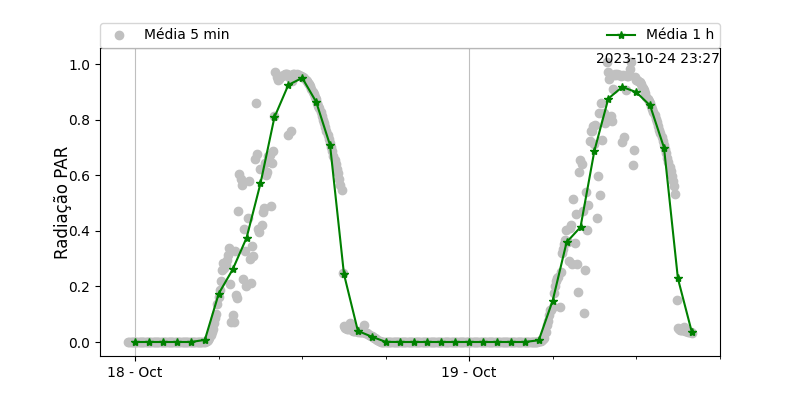 Média 5 min
Média 1 h
2023-10-24 23:27
Radiação PAR
1.0
0.8
0.6
0.4
0.2
0.0
18 - Oct
19 - Oct